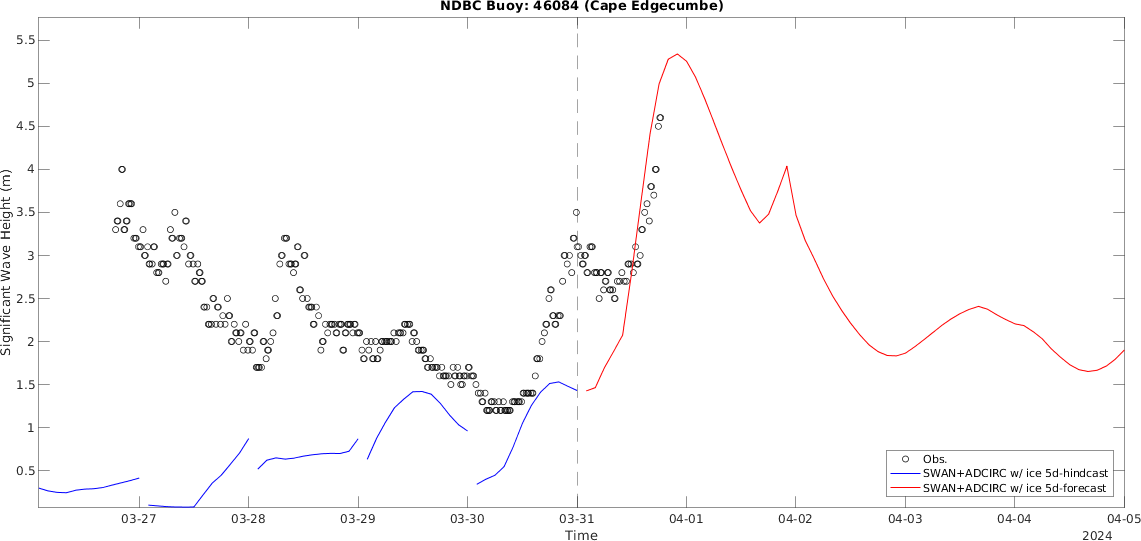 NDBC Buoy: 46084 (Cape Edgecumbe)
5.5
5
4.5
4
3.5
3
2.5
2
1.5
1
0.5
Significant Wave Height (m)
Obs.
SWAN+ADCIRC w/ ice 5d-hindcast
SWAN+ADCIRC w/ ice 5d-forecast
03-27 03-28 03-29 03-30 03-31 04-01 04-02 04-03 04-04 04-05
Time
2024